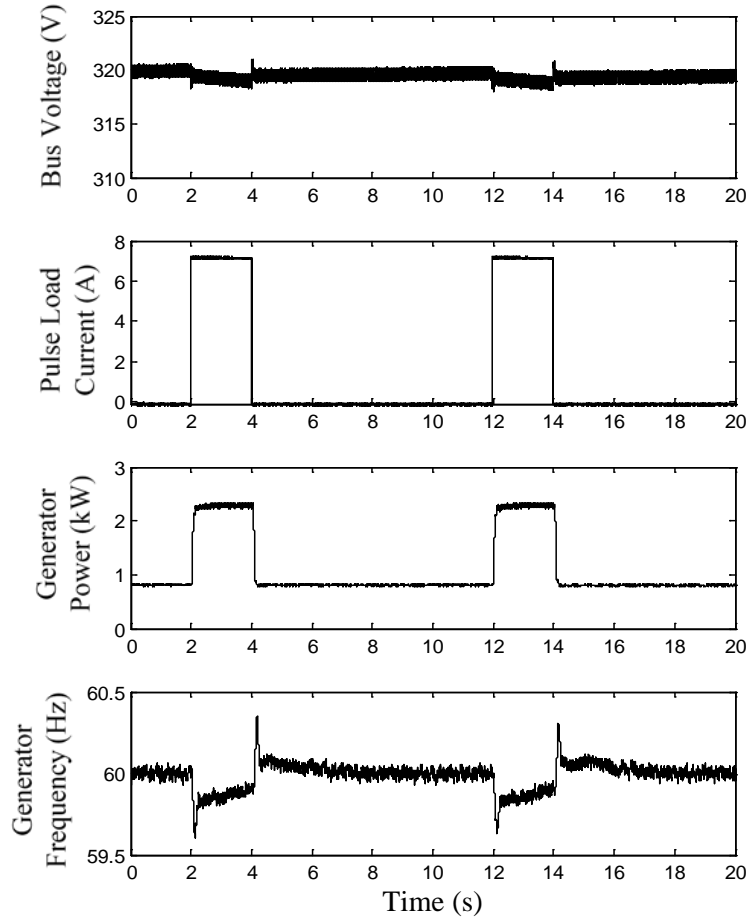 Bus Voltage (V)
325
320
315
310
0 2 4 6 8 10 12 14 16 18 20
Pulse Load
Current (A)
8
6
4
2
0
0 2 4 6 8 10 12 14 16 18 20
Generator
Power (kW)
3
2
1
0
0 2 4 6 8 10 12 14 16 18 20
Generator
Frequency (Hz)
60.5
60
59.5
0 2 4 6 8 10 12 14 16 18 20
Time (s)